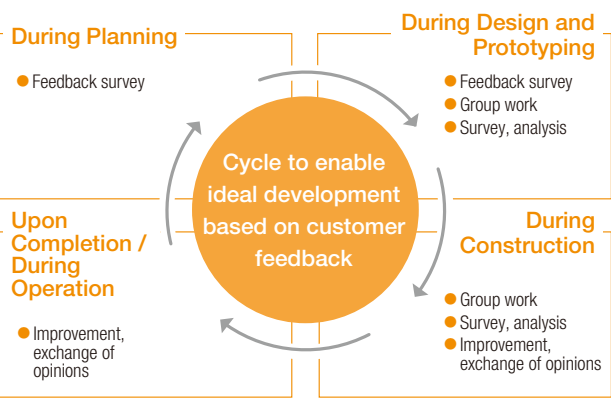 During Planning
● Feedback survey
During Design and
Prototyping
● Feedback survey
● Group work
● Survey, analysis
Cycle to enable
ideal development
based on customer
feedback
Upon
Completion /
During
Operation
● Improvement,
exchange of
opinions
During
Construction
● Group work
● Survey, analysis
● Improvement,
exchange of opinions